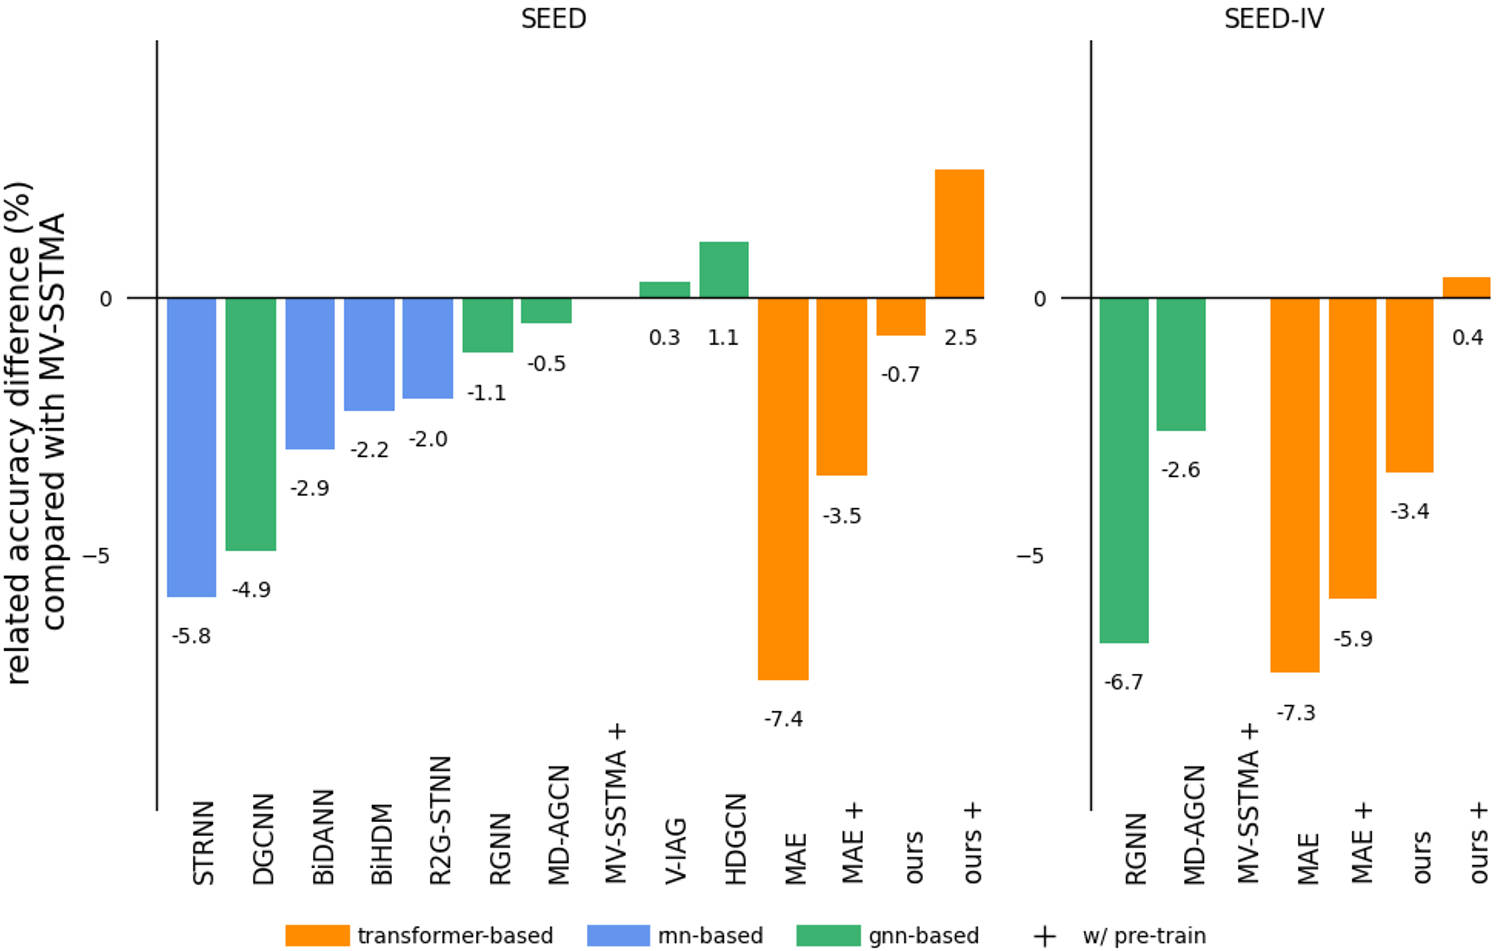 SEED
SEED-IV
related accuracy difference (%)
compared with MV-SSTMA
0
−5
0.3
1.1
2.5
-0.5
-0.7
-1.1
-2.0
-2.2
-2.9
-3.5
-4.9
-5.8
-7.4
STRNN
DGCNN
BiDANN
BiHDM
R2G-STNN
RGNN
MD-AGCN
MV-SSTMA +
V-IAG
HDGCN
MAE
MAE +
ours
ours +
0
−5
0.4
-2.6
-3.4
-5.9
-6.7
-7.3
RGNN
MD-AGCN
MV-SSTMA +
MAE
MAE +
ours
ours +
transformer-based rnn-based gnn-based + w/ pre-train